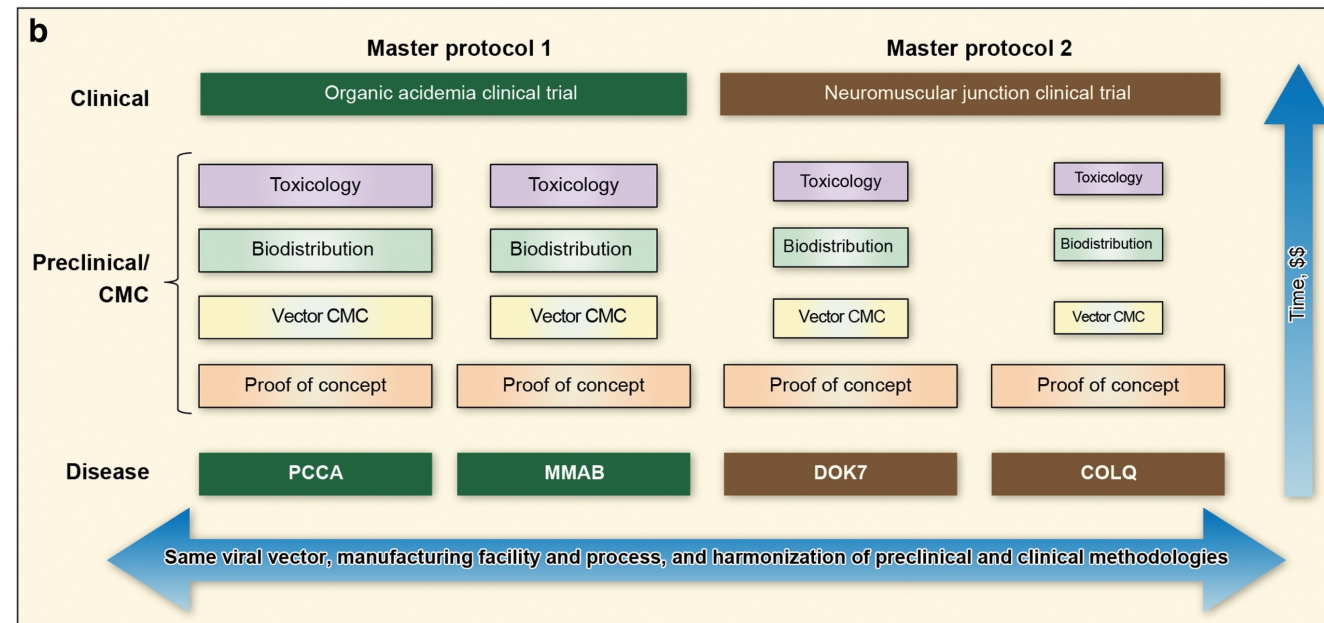 b
Master protocol 1
Master protocol 2
Clinical
Organic acidemia clinical trial
Neuromuscular junction clinical trial
Toxicology
Toxicology
Toxicology
Toxicology
Biodistribution
Biodistribution
Biodistribution
Biodistribution
Preclinical/
CMC
Vector CMC
Vector CMC
Vector CMC
Vector CMC
Proof of concept
Proof of concept
Proof of concept
Proof of concept
Disease
PCCA
MMAB
DOK7
COLQ
Time, $$
Same viral vector, manufacturing facility and process, and harmonization of preclinical and clinical methodologies